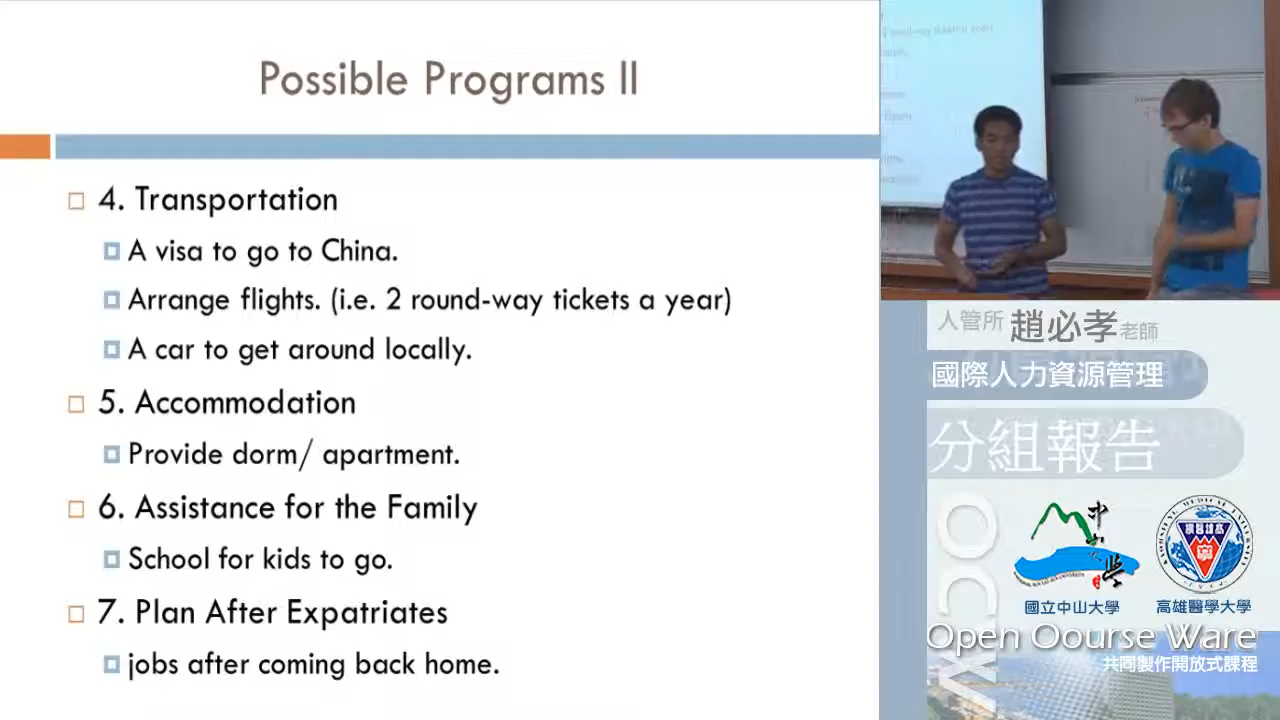 Possible Programs II
4. Transportation
A visa to go to China.
Arrange flights. (i.e. 2 round-way tickets a year)
A car to get around locally.
5. Accommodation
Provide dorm/ apartment.
6. Assistance for the Family
School for kids to go.
7. Plan After Expatriates
jobs after coming back home.
人管所 趙必孝老師
國際人力資源管理
分組報告
OCW
國立中山大學
高雄醫學大學
Open Oourse Ware
共同製作開放式課程